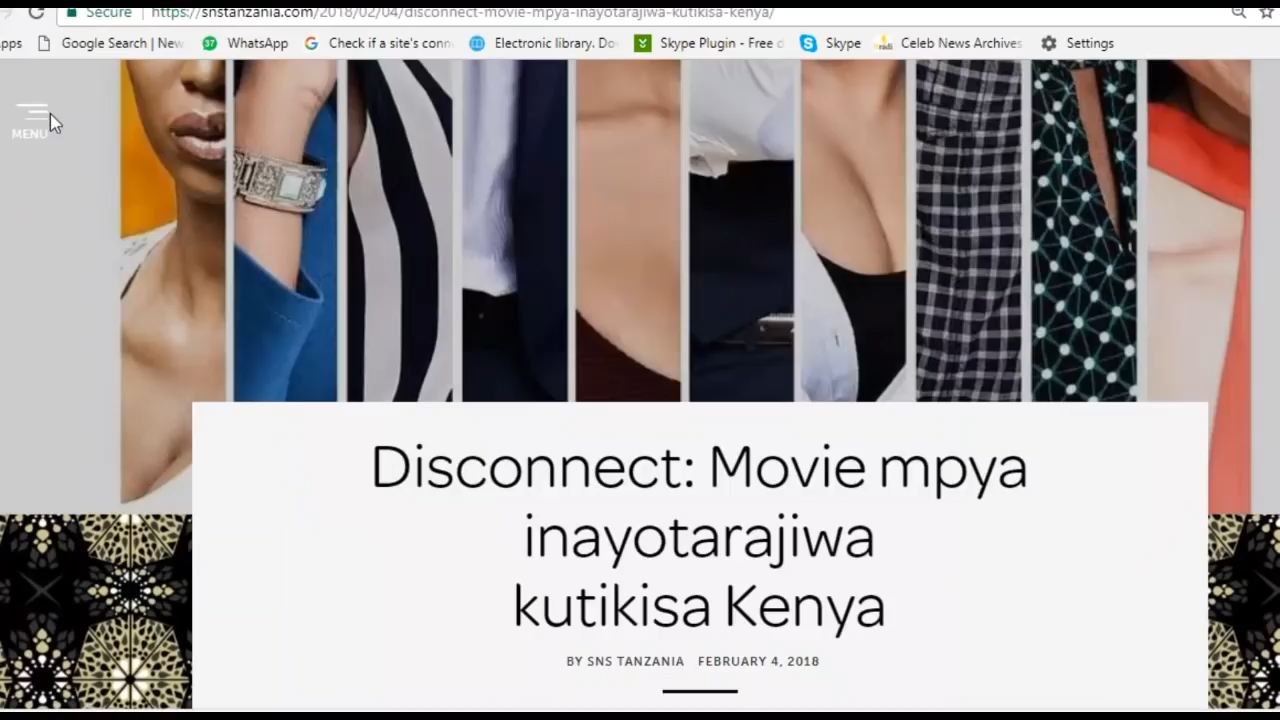 Secure https://snstanzania.com/2018/02/04/disconnect-movie-mpya-inayotarajiwa-kutikisa-kenya/
Google Search | New WhatsApp Check if a site's conn Electronic library. Do Skype Plugin - Free Skype Celeb News Archives Settings
MENU
Disconnect: Movie mpya
inayotarajiwa
kutikisa Kenya
BY SNS TANZANIA FEBRUARY 4, 2018